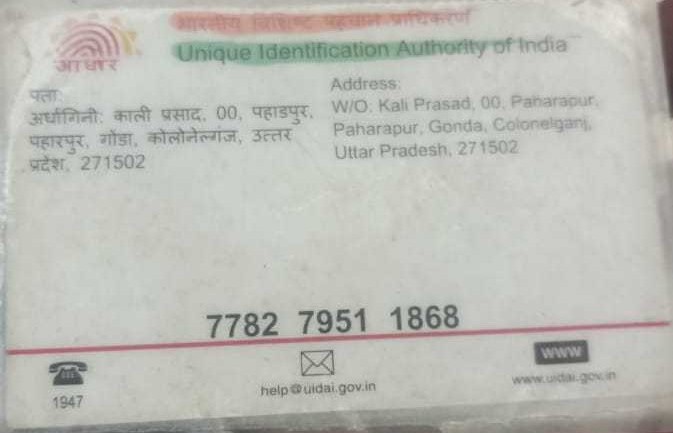 भारतीय विशिष्ट पहचान प्राधिकरण
आधार
Unique Identification Authority of India
पता:
अर्धांगिनी: काली प्रसाद, 00, पहाडपुर,
पहारपुर, गोंडा, कोलोनेल्गंज, उत्तर
प्रदेश, 271502
Address:
W/O. Kali Prasad, 00, Paharapur,
Paharapur, Gonda, Colonelganj,
Uttar Pradesh, 271502
7782 7951 1868
1947
help@uidai.gov.in
www
www.uidai.gov.in